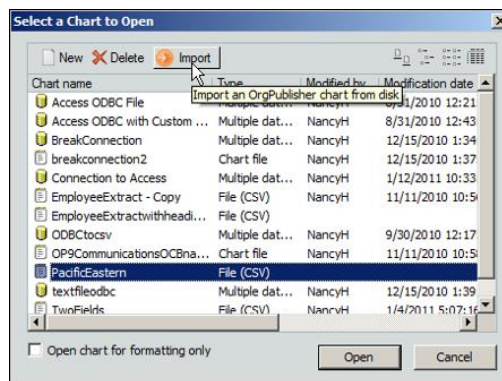 Select a Chart to Open
New Delete Import
Chart name Type Modified by Modification date
Import an OrgPublisher chart from disk
Access ODBC File Multiple dat... NancyH 8/31/2010 12:21
Access ODBC with Custom ... Multiple dat... NancyH 8/31/2010 12:43
BreakConnection Multiple dat... NancyH 12/15/2010 1:34
breakconnection2 Chart file NancyH 12/15/2010 1:37
Connection to Access Multiple dat... NancyH 1/12/2011 10:33
EmployeeExtract - Copy File (CSV) NancyH 11/11/2010 10:5
EmployeeExtractwithheadi... File (CSV)
ODBCtocsv Multiple dat... NancyH 9/30/2010 12:17
OP9CommunicationsOCBna... Chart file NancyH 11/11/2010 10:5
PacificEastern File (CSV)
textfileodbc Multiple dat... NancyH 12/15/2010 1:39
TwoFields File (CSV) NancyH 1/4/2011 5:07:16
Open chart for formatting only
Open Cancel